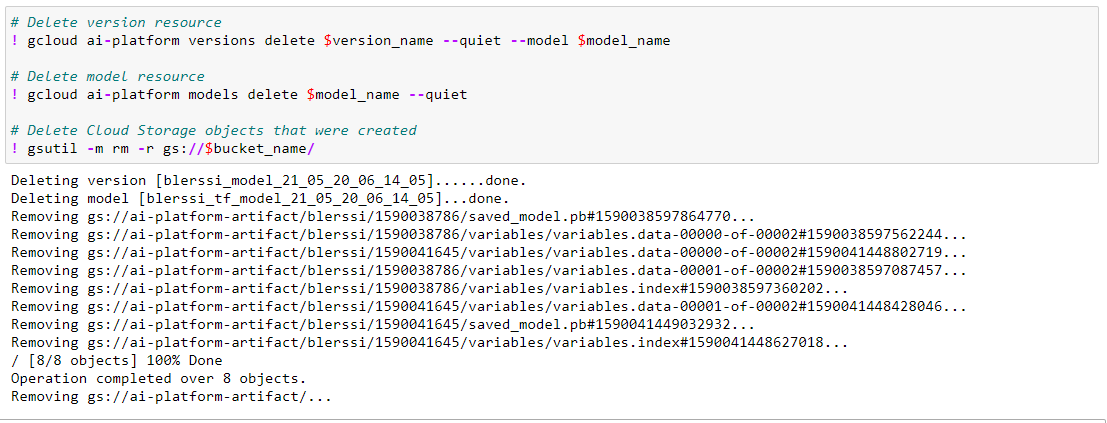 # Delete version resource
! gcloud ai-platform versions delete $version_name --quiet --model $model_name
# Delete model resource
! gcloud ai-platform models delete $model_name --quiet
# Delete Cloud Storage objects that were created
! gsutil -m rm -r gs://$bucket_name/
Deleting version [blerssi_model_21_05_20_06_14_05]......done.
Deleting model [blerssi_tf_model_21_05_20_06_14_05]...done.
Removing gs://ai-platform-artifact/blerssi/1590038786/saved_model.pb#1590038597864770...
Removing gs://ai-platform-artifact/blerssi/1590038786/variables/variables.data-00000-of-00002#1590038597562244...
Removing gs://ai-platform-artifact/blerssi/1590041645/variables/variables.data-00000-of-00002#1590041448802719...
Removing gs://ai-platform-artifact/blerssi/1590038786/variables/variables.data-00001-of-00002#1590038597087457...
Removing gs://ai-platform-artifact/blerssi/1590038786/variables/variables.index#1590038597360202...
Removing gs://ai-platform-artifact/blerssi/1590041645/variables/variables.data-00001-of-00002#1590041448428046...
Removing gs://ai-platform-artifact/blerssi/1590041645/saved_model.pb#1590041449032932...
Removing gs://ai-platform-artifact/blerssi/1590041645/variables/variables.index#1590041448627018...
/ [8/8 objects] 100% Done
Operation completed over 8 objects.
Removing gs://ai-platform-artifact/...